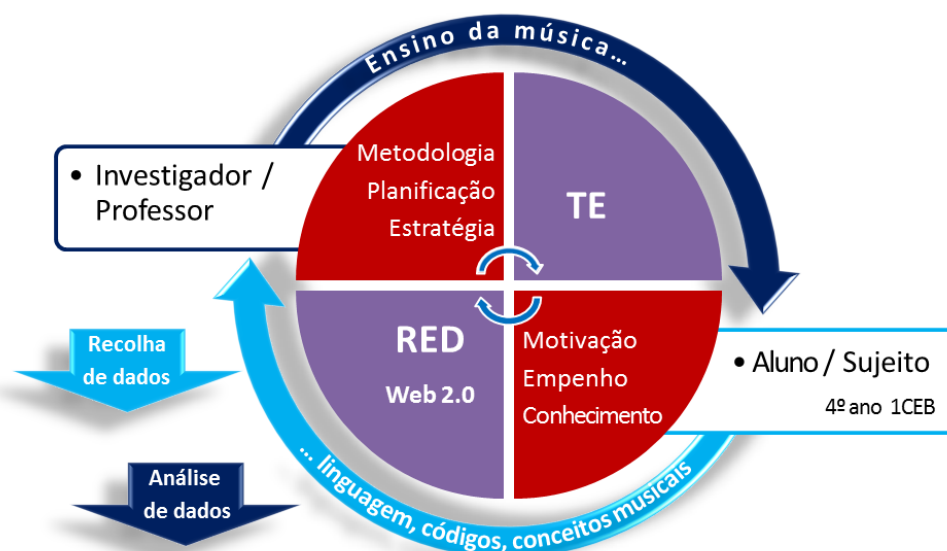 Ensino da música...
• Investigador /
Professor
Metodologia
Planificação
Estratégia
TE
RED
Web 2.0
Motivação
Empenho
Conhecimento
• Aluno / Sujeito
4º ano 1CEB
Recolha
de dados
Análise
de dados
... linguagem, códigos, conceitos musicais